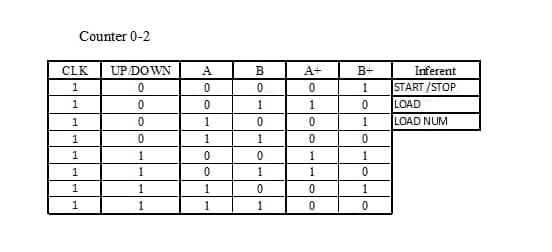 Counter 0-2
CLK UP/DOWN A B A+ B+ Inferent
1 0 0 0 0 1 START/STOP
1 0 0 1 1 0 LOAD
1 0 1 0 0 1 LOAD NUM
1 0 1 1 0 0
1 1 0 0 1 1
1 1 0 1 1 0
1 1 1 0 0 1
1 1 1 1 0 0